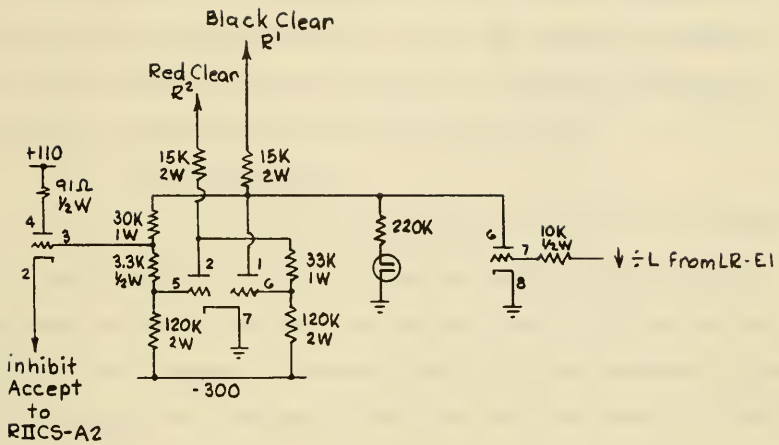 Black Clear
R¹
Red Clear
R²
+110
91Ω
½W
15K
2W
15K
2W
30K
1W
3.3K
½W
120K
2W
33K
1W
120K
2W
220K
10K
½W
↓ ÷L From LR-E1
4
3
2
5
2
1
6
7
6
7
8
-300
inhibit
Accept
to
RIICS-A2